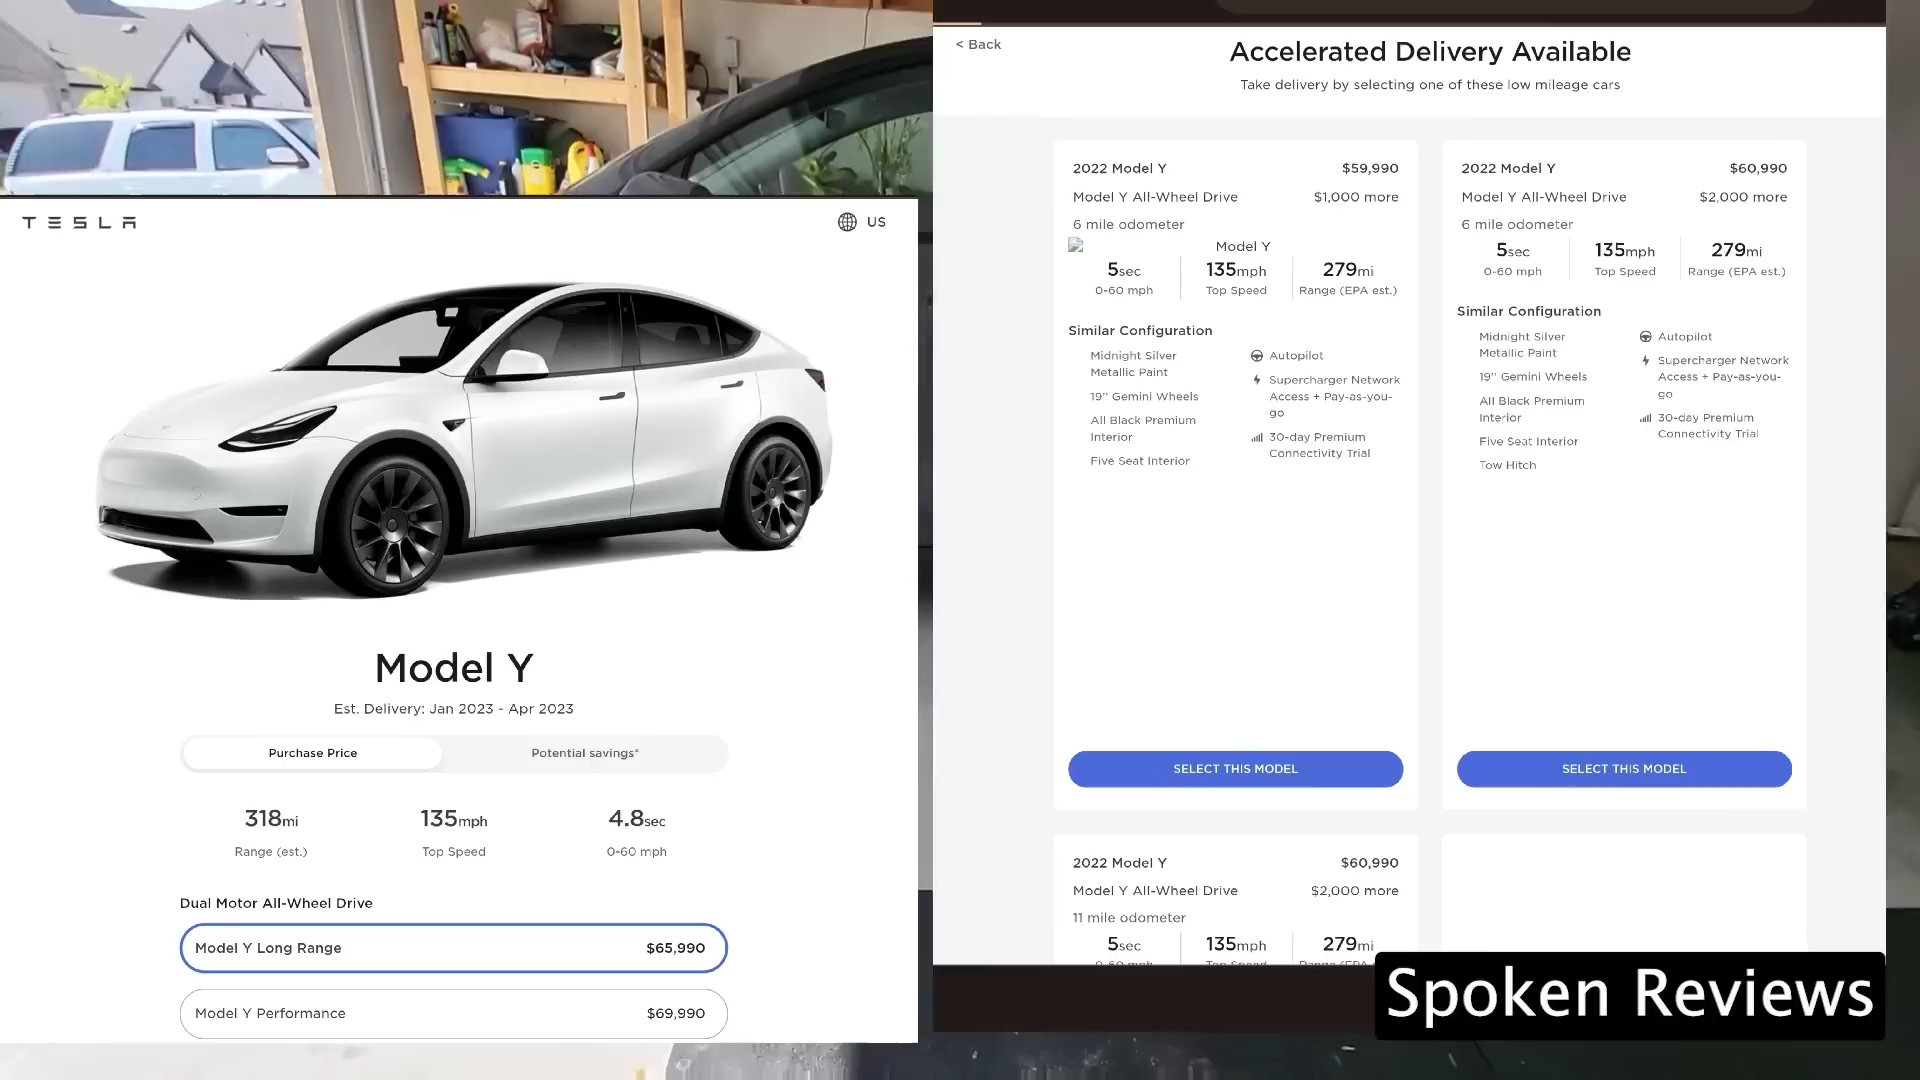 TESLA
US
Model Y
Est. Delivery: Jan 2023 - Apr 2023
Purchase Price
Potential savings*
318mi
135mph
4.8sec
Range (est.)
Top Speed
0-60 mph
Dual Motor All-Wheel Drive
Model Y Long Range
$65,990
Model Y Performance
$69,990
< Back
Accelerated Delivery Available
Take delivery by selecting one of these low mileage cars
2022 Model Y
$59,990
Model Y All-Wheel Drive
$1,000 more
6 mile odometer
Model Y
5sec
135mph
279mi
0-60 mph
Top Speed
Range (EPA est.)
Similar Configuration
Midnight Silver
Metallic Paint
19" Gemini Wheels
All Black Premium
Interior
Five Seat Interior
Autopilot
Supercharger Network
Access + Pay-as-you-
go
30-day Premium
Connectivity Trial
SELECT THIS MODEL
2022 Model Y
$60,990
Model Y All-Wheel Drive
$2,000 more
6 mile odometer
5sec
135mph
279mi
0-60 mph
Top Speed
Range (EPA est.)
Similar Configuration
Midnight Silver
Metallic Paint
19" Gemini Wheels
All Black Premium
Interior
Five Seat Interior
Tow Hitch
Autopilot
Supercharger Network
Access + Pay-as-you-
go
30-day Premium
Connectivity Trial
SELECT THIS MODEL
2022 Model Y
$60,990
Model Y All-Wheel Drive
$2,000 more
11 mile odometer
5sec
135mph
279mi
0-60 mph
Top Speed
Range (EPA
Spoken Reviews